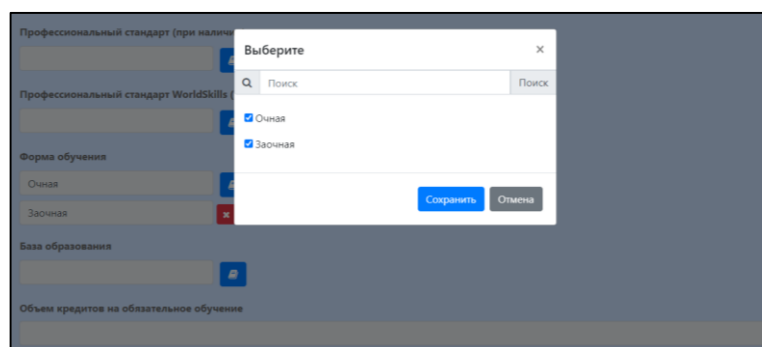 Профессиональный стандарт (при наличи
Выберите
×
Поиск
Поиск
Профессиональный стандарт WorldSkills (
Очная
Заочная
Форма обучения
Очная
Заочная
Сохранить
Отмена
База образования
Объем кредитов на обязательное обучение